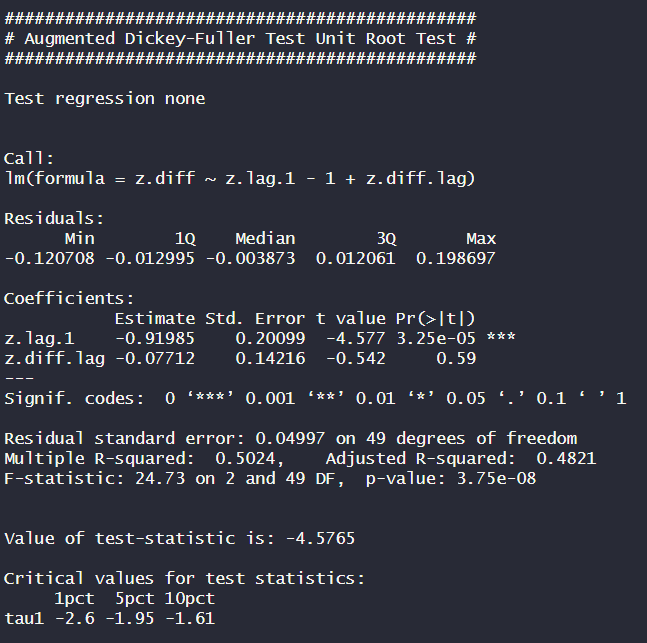 ###############################################
# Augmented Dickey-Fuller Test Unit Root Test #
###############################################
Test regression none
Call:
lm(formula = z.diff ~ z.lag.1 - 1 + z.diff.lag)
Residuals:
      Min        1Q    Median        3Q       Max
-0.120708 -0.012995 -0.003873  0.012061  0.198697
Coefficients:
           Estimate Std. Error t value Pr(>|t|)
z.lag.1    -0.91985    0.20099  -4.577 3.25e-05 ***
z.diff.lag -0.07712    0.14216  -0.542     0.59
---
Signif. codes:  0 ‘***’ 0.001 ‘**’ 0.01 ‘*’ 0.05 ‘.’ 0.1 ‘ ’ 1
Residual standard error: 0.04997 on 49 degrees of freedom
Multiple R-squared:  0.5024,    Adjusted R-squared:  0.4821
F-statistic: 24.73 on 2 and 49 DF,  p-value: 3.75e-08
Value of test-statistic is: -4.5765
Critical values for test statistics:
     1pct  5pct 10pct
tau1 -2.6 -1.95 -1.61